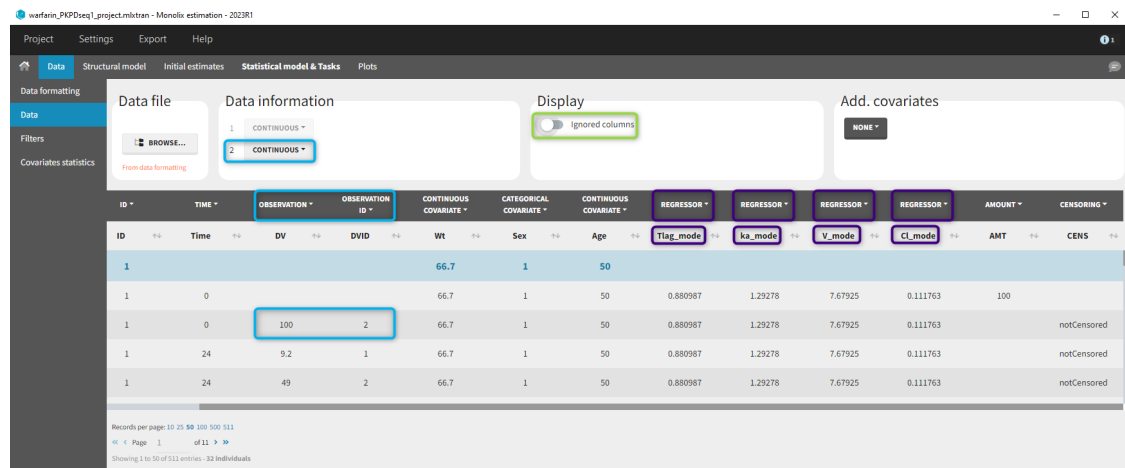 warfarin_PKPDseq1_project.mlxtran - Monolix estimation - 2023R1
Project Settings Export Help 1
Data Structural model Initial estimates Statistical model & Tasks Plots
Data formatting
Data
Filters
Covariates statistics
Data file Data information Display Add. covariates
1 CONTINUOUS
Ignored columns
NONE
BROWSE...
2 CONTINUOUS
From data formatting
ID TIME OBSERVATION OBSERVATION ID CONTINUOUS COVARIATE CATEGORICAL COVARIATE CONTINUOUS COVARIATE REGRESSOR REGRESSOR REGRESSOR REGRESSOR AMOUNT CENSORING
ID Time DV DVID Wt Sex Age Tlag_mode ka_mode V_mode Cl_mode AMT CENS
1 66.7 1 50
1 0 66.7 1 50 0.880987 1.29278 7.67925 0.111763 100
1 0 100 2 66.7 1 50 0.880987 1.29278 7.67925 0.111763 notCensored
1 24 9.2 1 66.7 1 50 0.880987 1.29278 7.67925 0.111763 notCensored
1 24 49 2 66.7 1 50 0.880987 1.29278 7.67925 0.111763 notCensored
Records per page: 10 25 50 100 500 511
« < Page 1 of 11 > »
Showing 1 to 50 of 511 entries - 32 individuals